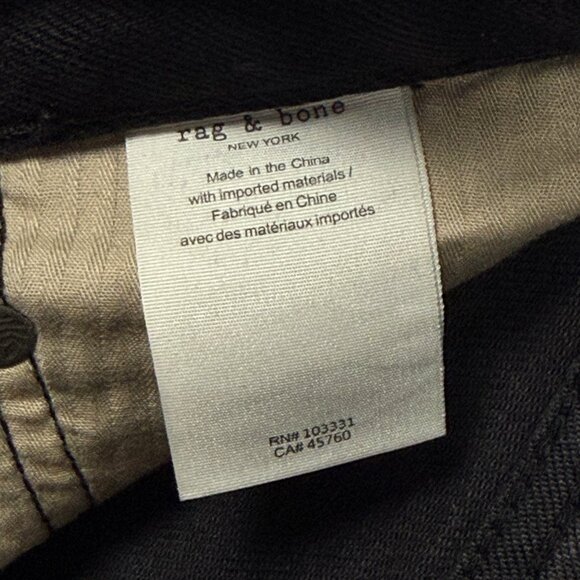 rag & bone
NEW YORK
Made in the China
with imported materials /
Fabriqué en Chine
avec des matériaux importés
RN# 103331
CA# 45760